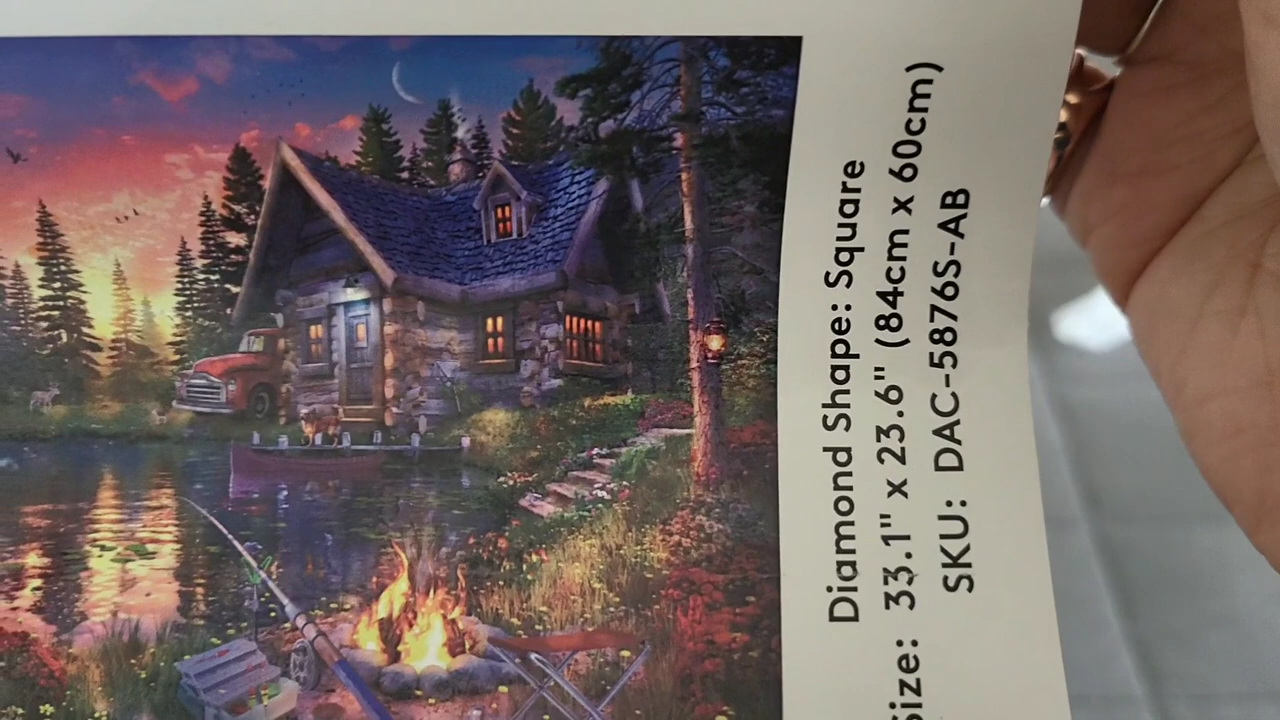 Diamond Shape: Square
Size: 33.1" x 23.6" (84cm x 60cm)
SKU: DAC-5876S-AB